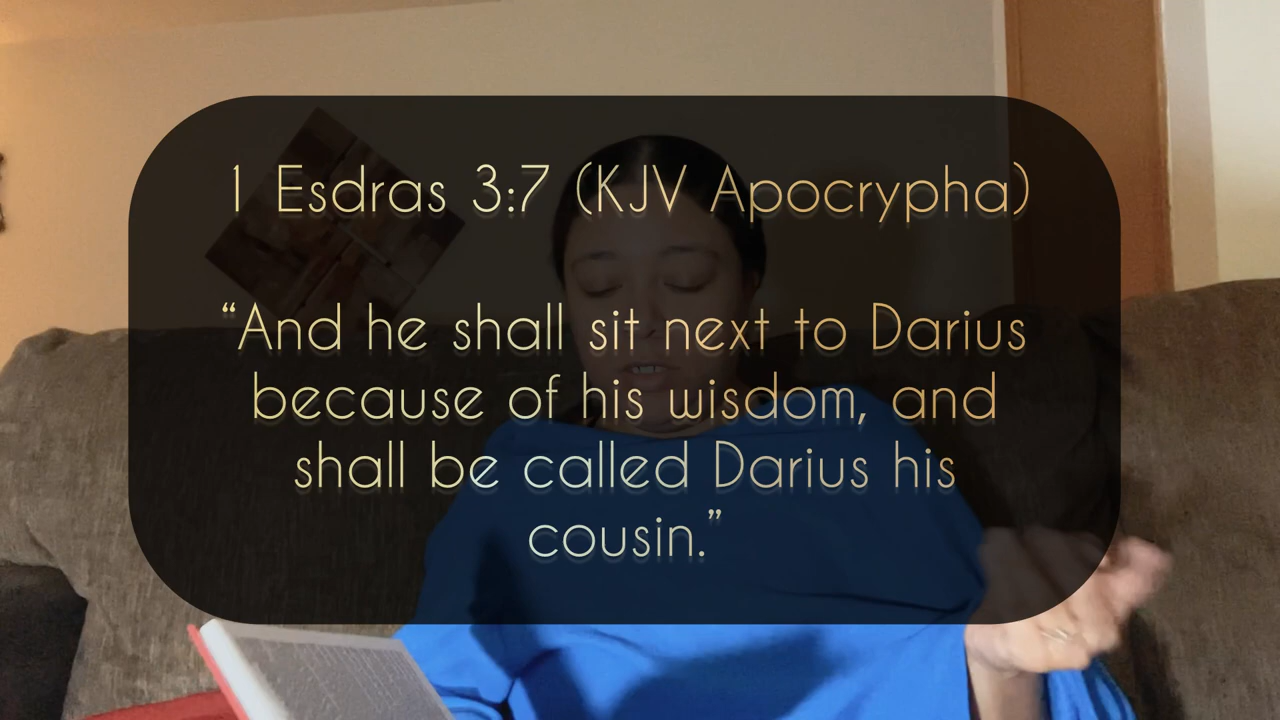 1 Esdras 3:7 (KJV Apocrypha)
“And he shall sit next to Darius
because of his wisdom, and
shall be called Darius his
cousin.”